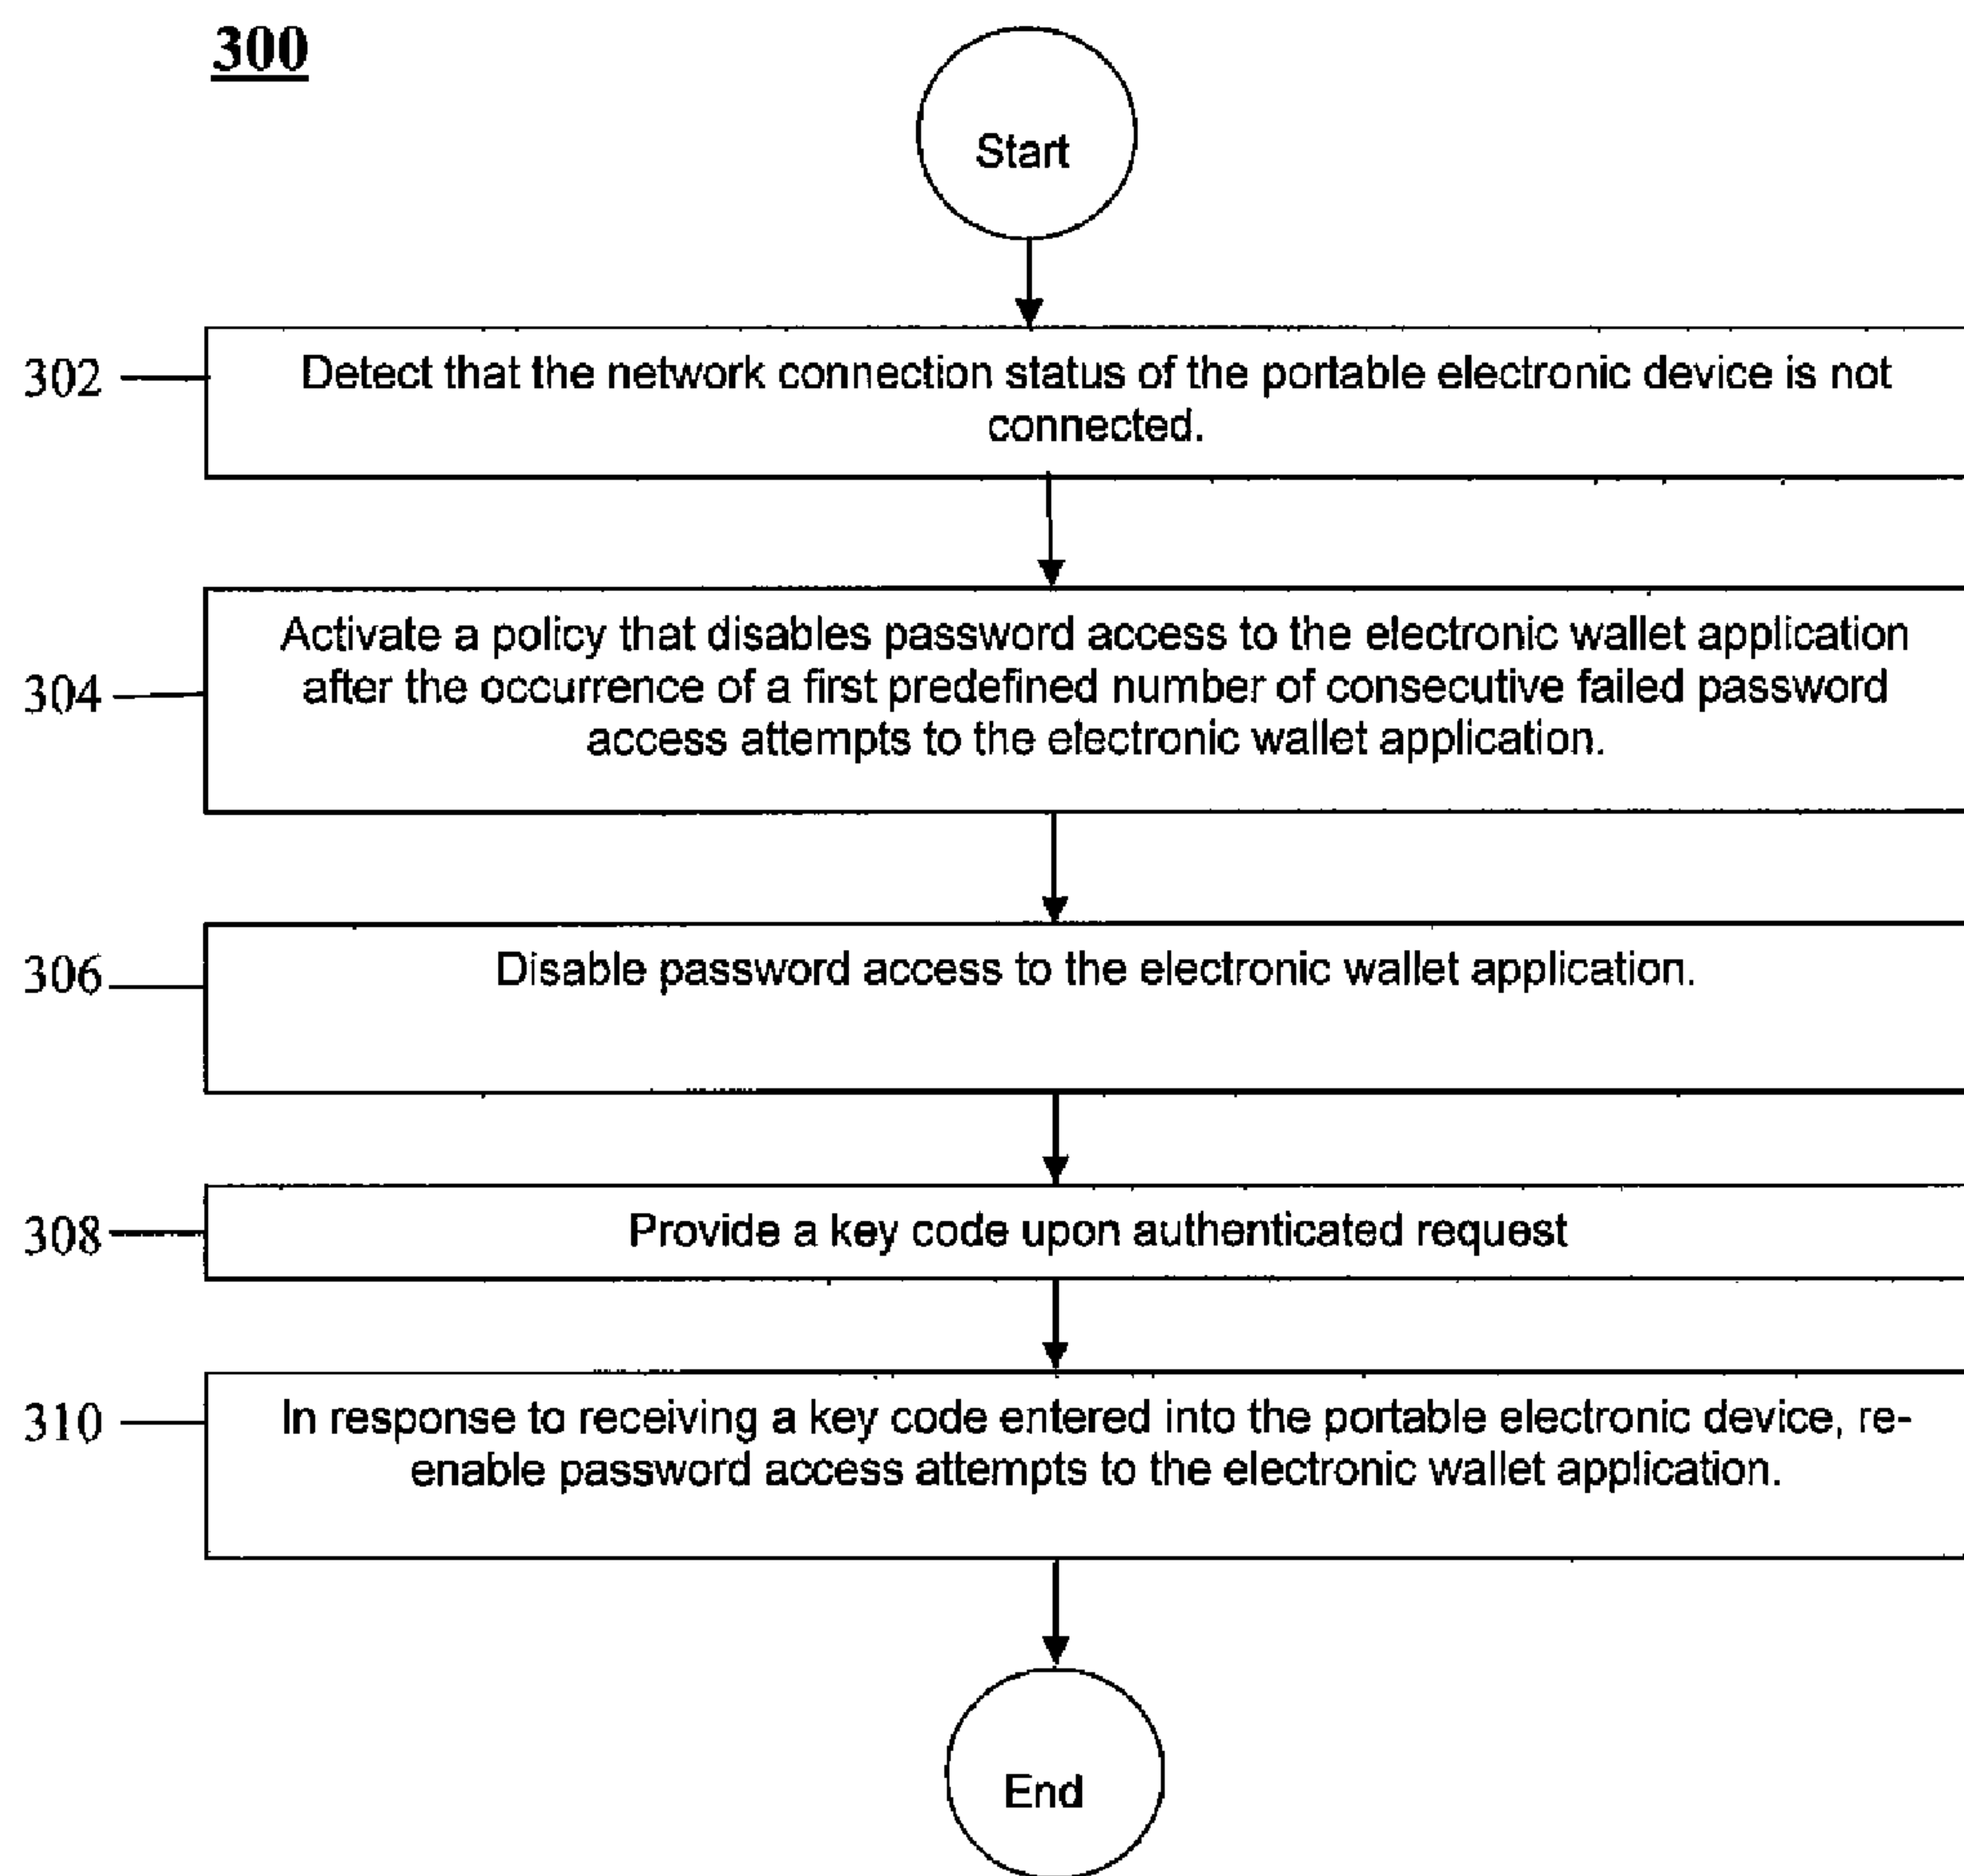 300
Start
302
Detect that the network connection status of the portable electronic device is not
connected.
304
Activate a policy that disables password access to the electronic wallet application
after the occurrence of a first predefined number of consecutive failed password
access attempts to the electronic wallet application.
306
Disable password access to the electronic wallet application.
308
Provide a key code upon authenticated request
310
In response to receiving a key code entered into the portable electronic device, re-
enable password access attempts to the electronic wallet application.
End